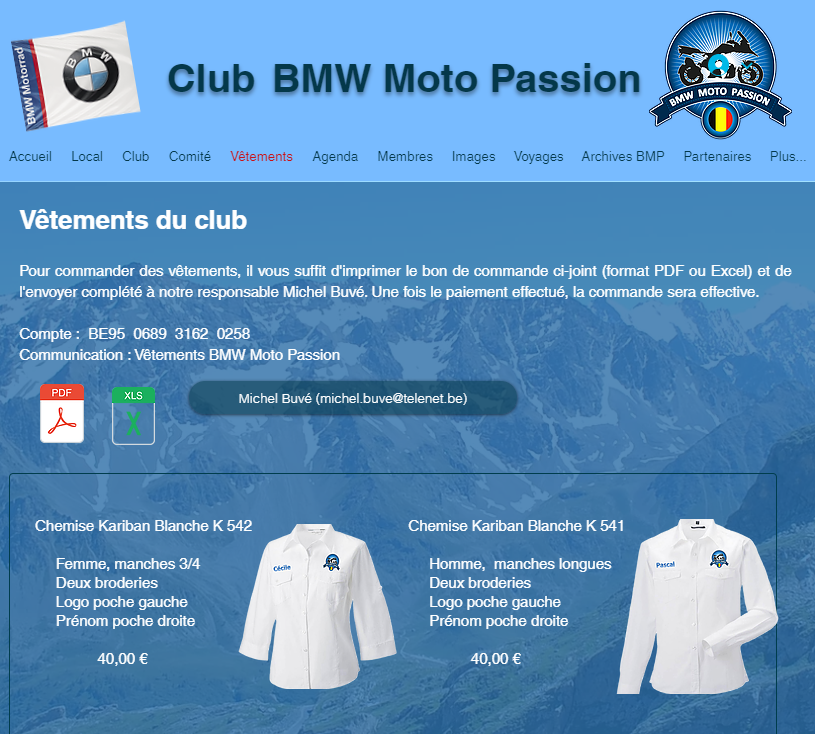 BMW Motorrad
BMW
Club BMW Moto Passion
BMW MOTO PASSION
Accueil Local Club Comité Vêtements Agenda Membres Images Voyages Archives BMP Partenaires Plus...
Vêtements du club
Pour commander des vêtements, il vous suffit d'imprimer le bon de commande ci-joint (format PDF ou Excel) et de
l'envoyer complété à notre responsable Michel Buvé. Une fois le paiement effectué, la commande sera effective.
Compte : BE95 0689 3162 0258
Communication : Vêtements BMW Moto Passion
PDF
XLS
X
Michel Buvé (michel.buve@telenet.be)
Chemise Kariban Blanche K 542
Femme, manches 3/4
Deux broderies
Logo poche gauche
Prénom poche droite
40,00 €
Cécile
Chemise Kariban Blanche K 541
Homme, manches longues
Deux broderies
Logo poche gauche
Prénom poche droite
40,00 €
Pascal